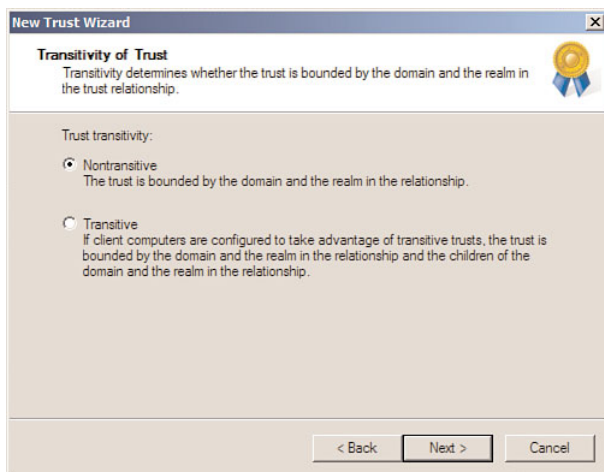 New Trust Wizard
Transitivity of Trust
Transitivity determines whether the trust is bounded by the domain and the realm in
the trust relationship.
Trust transitivity:
Nontransitive
The trust is bounded by the domain and the realm in the relationship.
Transitive
If client computers are configured to take advantage of transitive trusts, the trust is
bounded by the domain and the realm in the relationship and the children of the
domain and the realm in the relationship.
< Back Next > Cancel